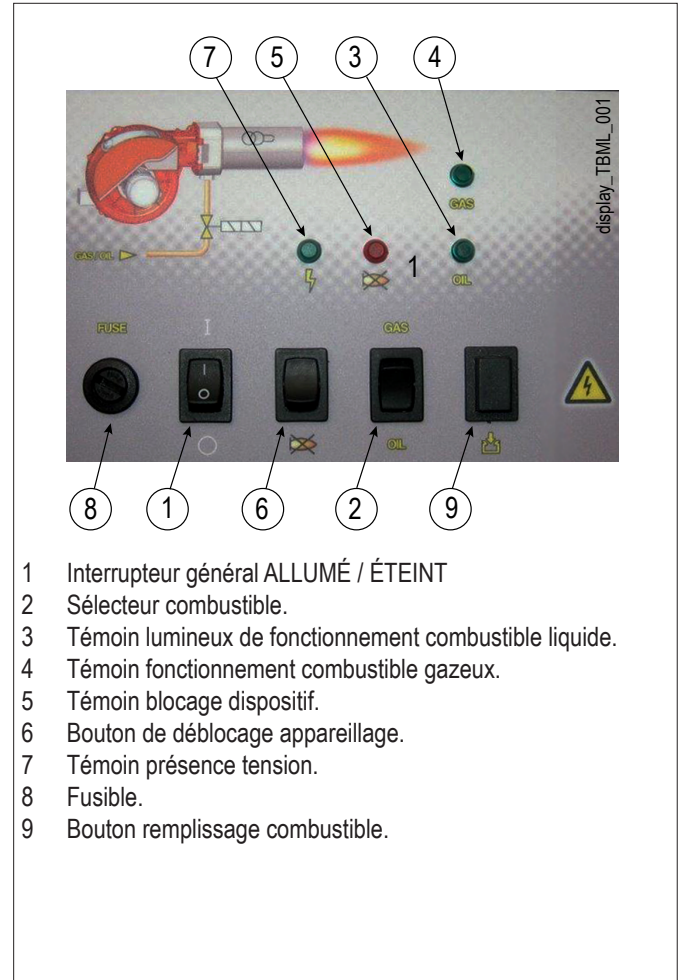 7 5 3 4
display_TBML_001
GAS
GAS/OIL
1 OIL
FUSE I GAS
I
O
OIL
8 1 6 2 9
1 Interrupteur général ALLUMÉ / ÉTEINT
2 Sélecteur combustible.
3 Témoin lumineux de fonctionnement combustible liquide.
4 Témoin fonctionnement combustible gazeux.
5 Témoin blocage dispositif.
6 Bouton de déblocage appareillage.
7 Témoin présence tension.
8 Fusible.
9 Bouton remplissage combustible.